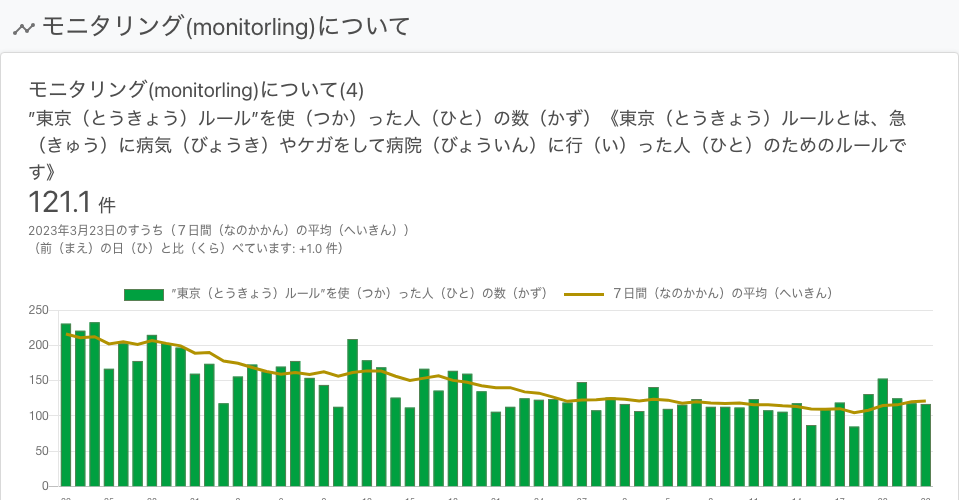 モニタリング(monitorling)について
モニタリング(monitorling)について(4)
”東京（とうきょう）ルール”を使（つか）った人（ひと）の数（かず）《東京（とうきょう）ルールとは、急
（きゅう）に病気（びょうき）やケガをして病院（びょういん）に行（い）った人（ひと）のためのルールで
す》
121.1 件
2023年3月23日のすうち（７日間（なのかかん）の平均（へいきん））
（前（まえ）の日（ひ）と比（くら）べています: +1.0 件）
”東京（とうきょう）ルール”を使（つか）った人（ひと）の数（かず） ７日間（なのかかん）の平均（へいきん）
250
200
150
100
50
0